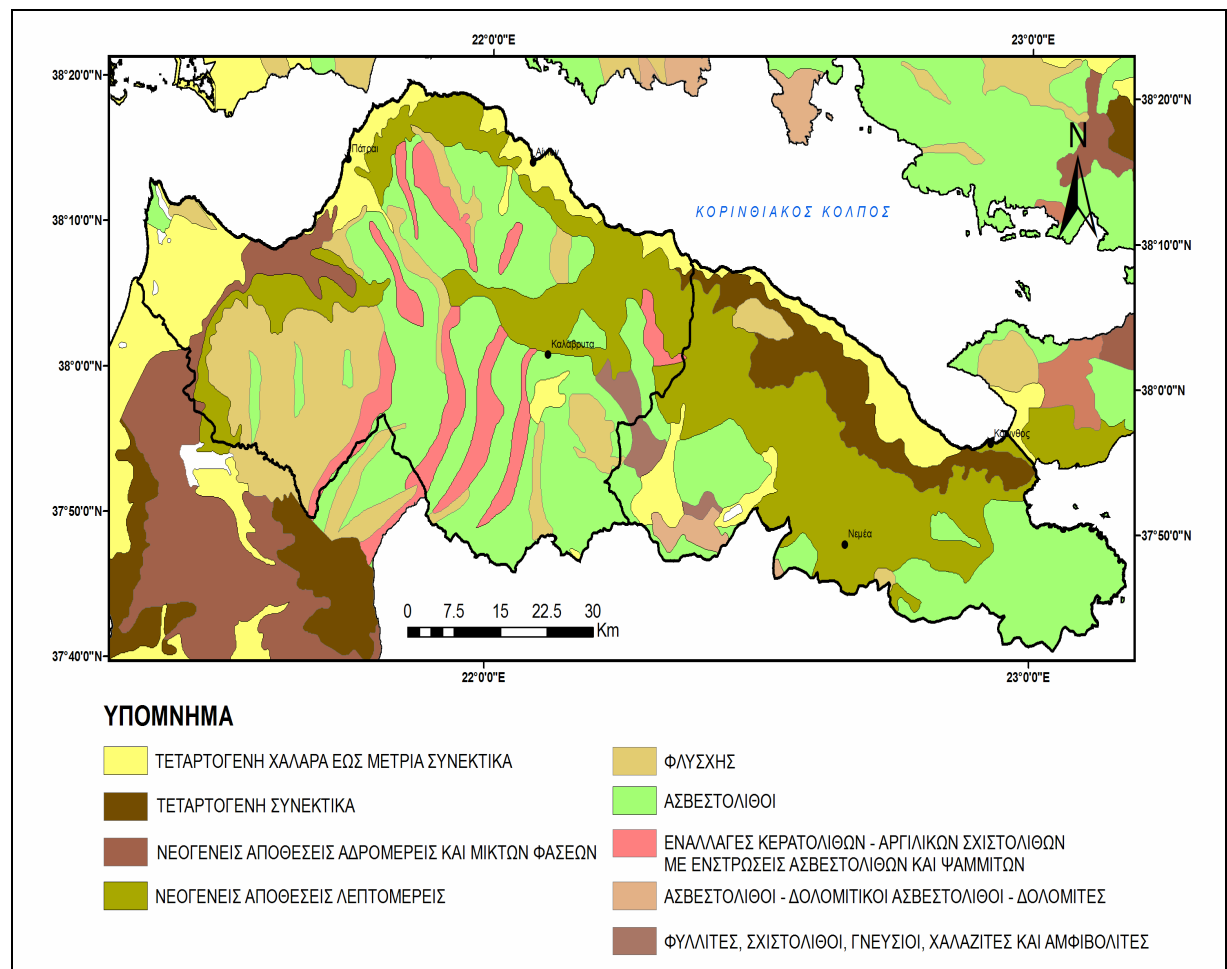 22°0'0"E
23°0'0"E
38°20'0"N
38°20'0"N
N
Πάτραι
Αίγιον
ΚΟΡΙΝΘΙΑΚΟΣ ΚΟΛΠΟΣ
38°10'0"N
38°10'0"N
Καλάβρυτα
38°0'0"N
38°0'0"N
Κόρινθος
37°50'0"N
37°50'0"N
Νεμέα
0 7.5 15 22.5 30
Km
37°40'0"N
22°0'0"E
23°0'0"E
ΥΠΟΜΝΗΜΑ
ΤΕΤΑΡΤΟΓΕΝΗ ΧΑΛΑΡΑ ΕΩΣ ΜΕΤΡΙΑ ΣΥΝΕΚΤΙΚΑ
ΤΕΤΑΡΤΟΓΕΝΗ ΣΥΝΕΚΤΙΚΑ
ΝΕΟΓΕΝΕΙΣ ΑΠΟΘΕΣΕΙΣ ΑΔΡΟΜΕΡΕΙΣ ΚΑΙ ΜΙΚΤΩΝ ΦΑΣΕΩΝ
ΝΕΟΓΕΝΕΙΣ ΑΠΟΘΕΣΕΙΣ ΛΕΠΤΟΜΕΡΕΙΣ
ΦΛΥΣΧΗΣ
ΑΣΒΕΣΤΟΛΙΘΟΙ
ΕΝΑΛΛΑΓΕΣ ΚΕΡΑΤΟΛΙΘΩΝ - ΑΡΓΙΛΙΚΩΝ ΣΧΙΣΤΟΛΙΘΩΝ
ΜΕ ΕΝΣΤΡΩΣΕΙΣ ΑΣΒΕΣΤΟΛΙΘΩΝ ΚΑΙ ΨΑΜΜΙΤΩΝ
ΑΣΒΕΣΤΟΛΙΘΟΙ - ΔΟΛΟΜΙΤΙΚΟΙ ΑΣΒΕΣΤΟΛΙΘΟΙ - ΔΟΛΟΜΙΤΕΣ
ΦΥΛΛΙΤΕΣ, ΣΧΙΣΤΟΛΙΘΟΙ, ΓΝΕΥΣΙΟΙ, ΧΑΛΑΖΙΤΕΣ ΚΑΙ ΑΜΦΙΒΟΛΙΤΕΣ